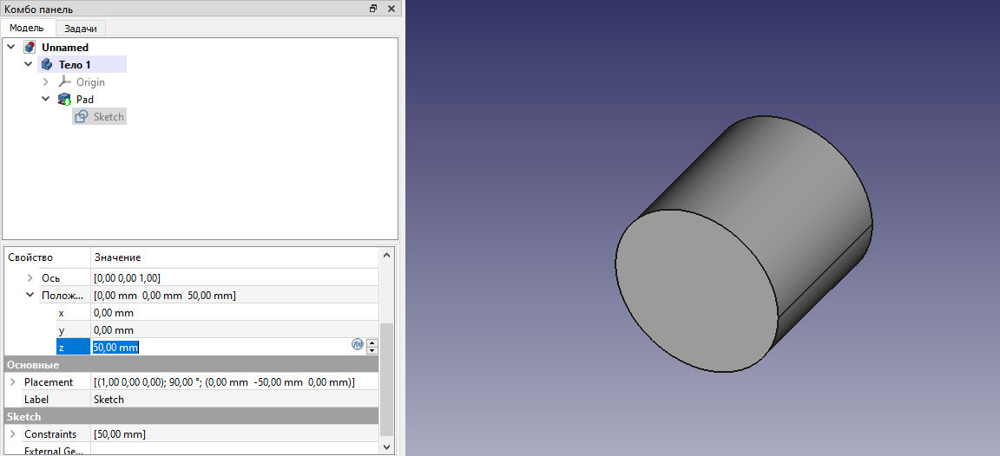 Комбо панель
Модель Задачи
Unnamed
Тело 1
Origin
Pad
Sketch
Свойство Значение
Ось [0,00 0,00 1,00]
Полож... [0,00 mm 0,00 mm 50,00 mm]
x 0,00 mm
y 0,00 mm
z 50,00 mm f(x)
Основные
Placement [(1,00 0,00 0,00); 90,00 °; (0,00 mm -50,00 mm 0,00 mm)]
Label Sketch
Sketch
Constraints [50,00 mm]
External Ge...